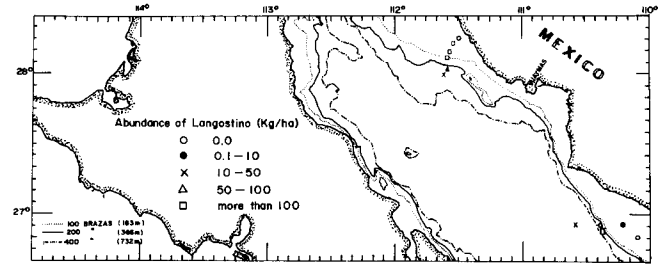 113° 112° 111° 110°
28°
MEXICO
GUAYMAS
Abundance of Langostino (Kg/ha)
0.0
0.1-10
10-50
50-100
more than 100
27°
100 BRAZAS (183m)
200 " (366m)
400 " (732m)